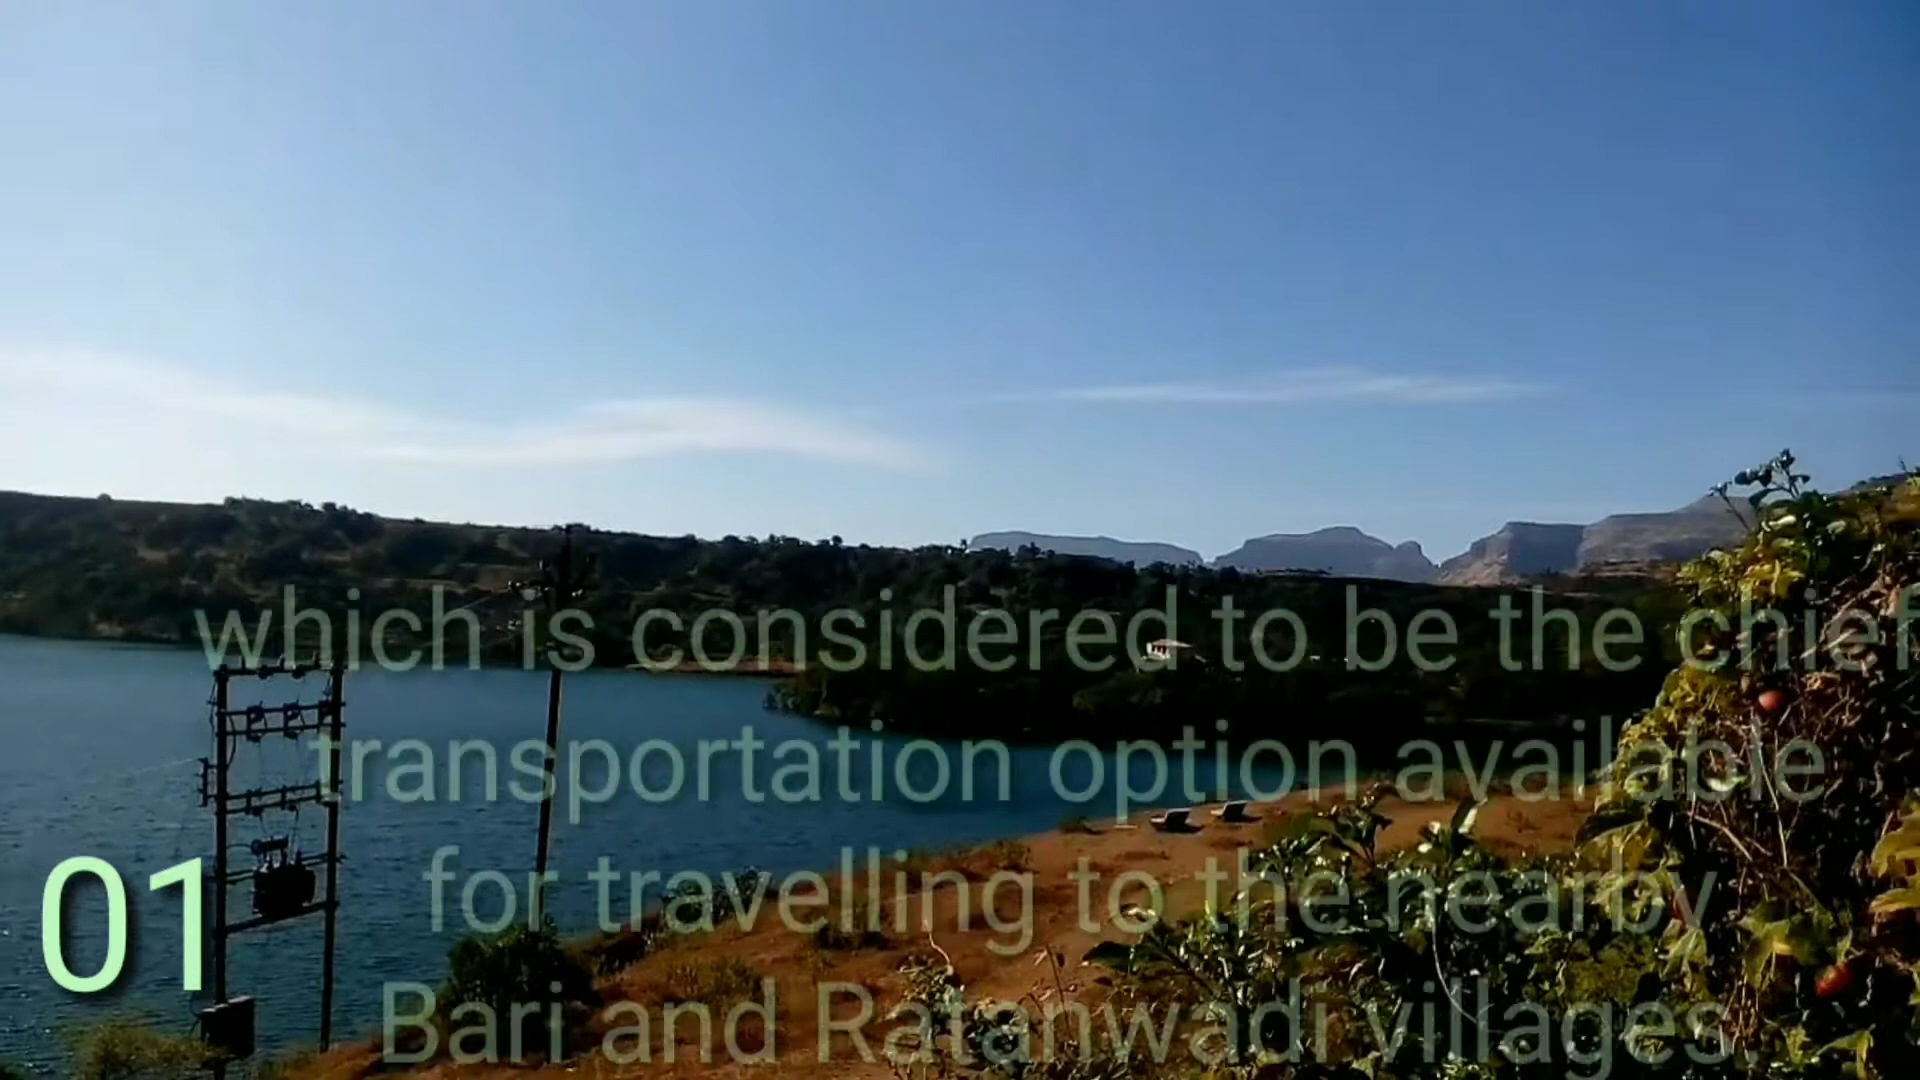 which is considered to be the chief
transportation option available
for travelling to the nearby
01
Bari and Ratanwadi villages.